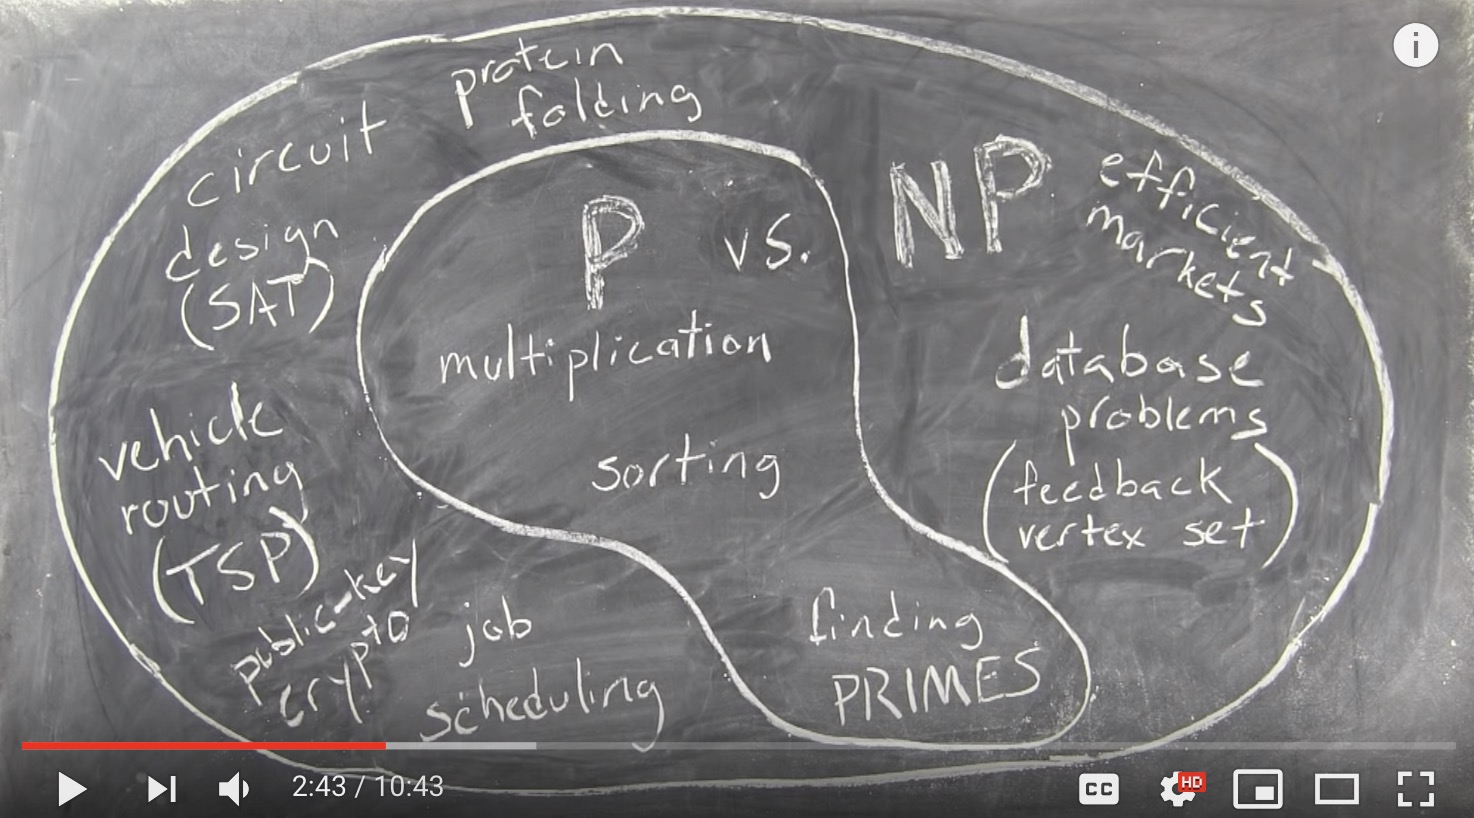 protein
folding
circuit
design
(SAT)
P vs. NP
efficient
markets
multiplication
sorting
database
problems
(feedback
vertex set)
vehicle
routing
(TSP)
public-key
crypto
job
scheduling
finding
PRIMES
i
2:43 / 10:43
CC
HD